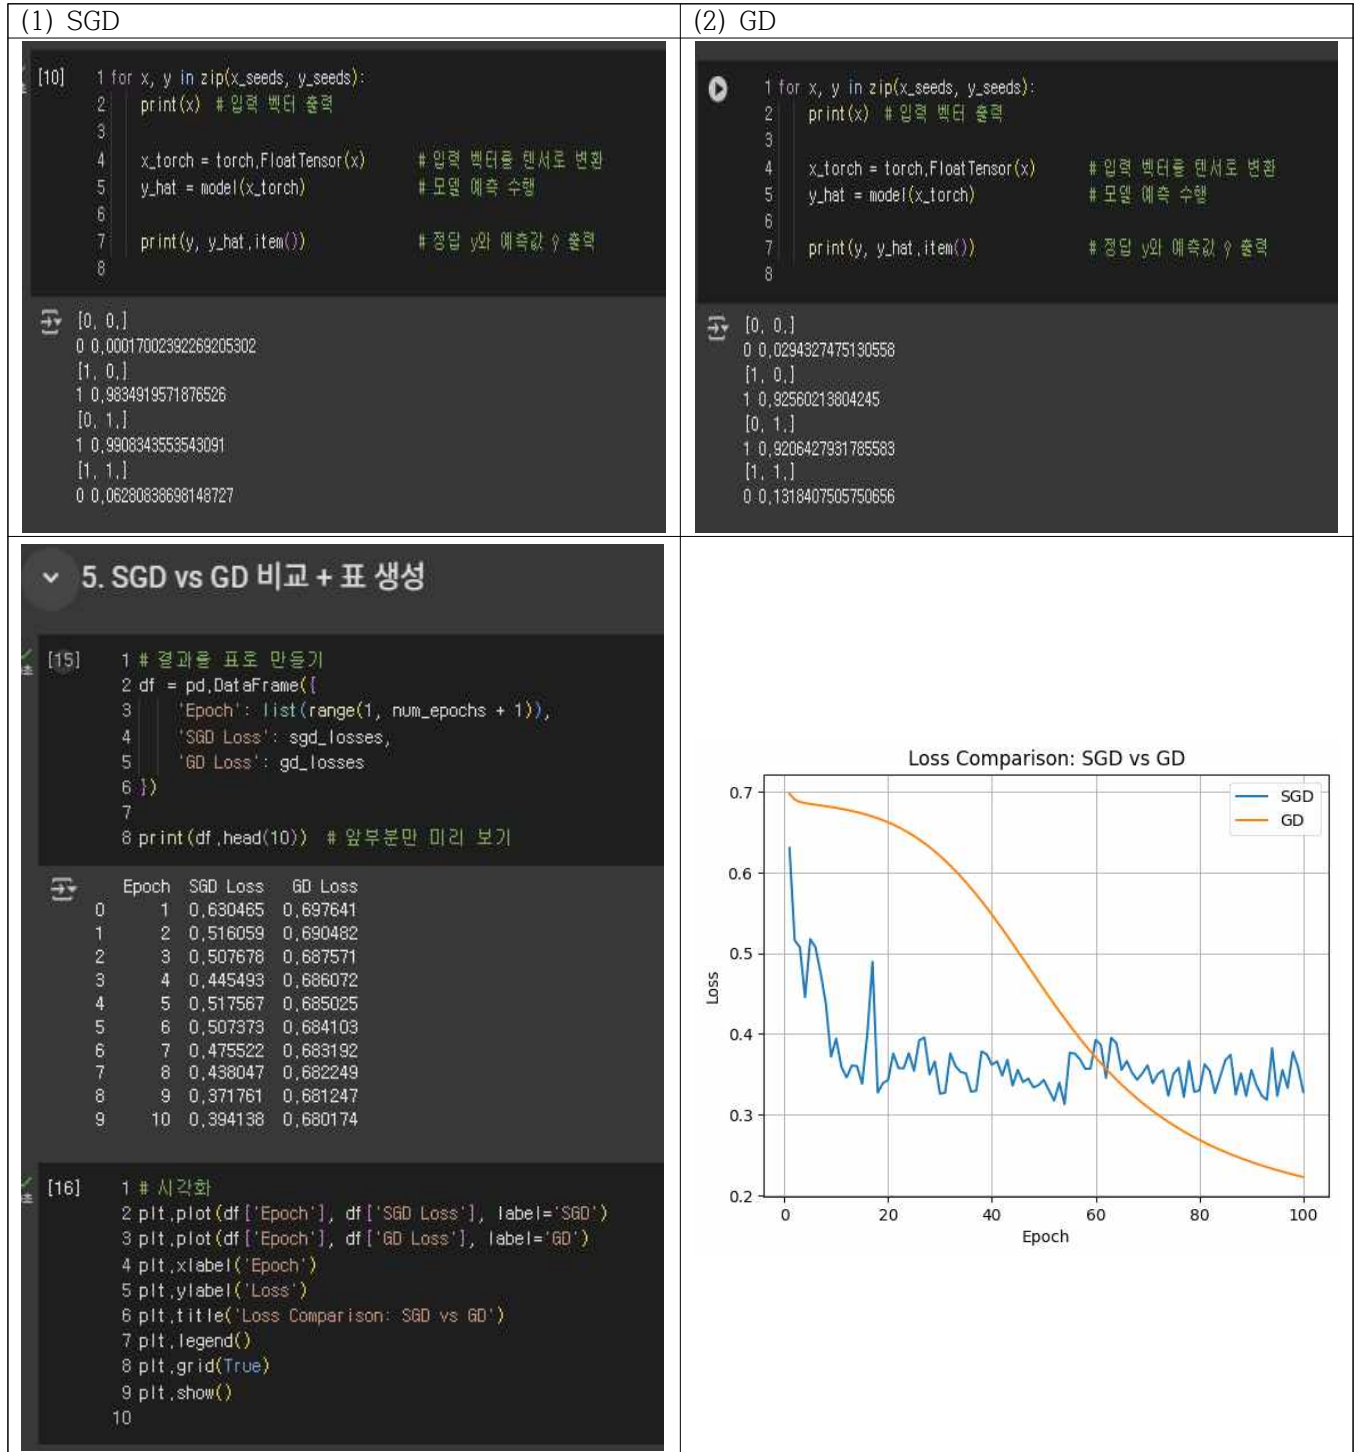 (1) SGD
(2) GD
[10]
1 for x, y in zip(x_seeds, y_seeds):
2 print(x) # 입력 벡터 출력
3
4 x_torch = torch.FloatTensor(x) # 입력 벡터를 텐서로 변환
5 y_hat = model(x_torch) # 모델 예측 수행
6
7 print(y, y_hat.item()) # 정답 y와 예측값 ŷ 출력
8
[0, 0,]
0 0.00017002392269205302
[1, 0,]
1 0.9834919571876526
[0, 1,]
1 0.9908343553543091
[1, 1,]
0 0.06280838698148727
1 for x, y in zip(x_seeds, y_seeds):
2 print(x) # 입력 벡터 출력
3
4 x_torch = torch.FloatTensor(x) # 입력 벡터를 텐서로 변환
5 y_hat = model(x_torch) # 모델 예측 수행
6
7 print(y, y_hat.item()) # 정답 y와 예측값 ŷ 출력
8
[0, 0,]
0 0.0294327475130558
[1, 0,]
1 0.92560213804245
[0, 1,]
1 0.9206427931785583
[1, 1,]
0 0.1318407505750656
5. SGD vs GD 비교 + 표 생성
[15]
1 # 결과를 표로 만들기
2 df = pd.DataFrame({
3 'Epoch': list(range(1, num_epochs + 1)),
4 'SGD Loss': sgd_losses,
5 'GD Loss': gd_losses
6 })
7
8 print(df.head(10)) # 앞부분만 미리 보기
Epoch SGD Loss GD Loss
0 1 0.630465 0.697641
1 2 0.516059 0.690482
2 3 0.507678 0.687571
3 4 0.445493 0.686072
4 5 0.517567 0.685025
5 6 0.507373 0.684103
6 7 0.475522 0.683192
7 8 0.438047 0.682249
8 9 0.371761 0.681247
9 10 0.394138 0.680174
[16]
1 # 시각화
2 plt.plot(df['Epoch'], df['SGD Loss'], label='SGD')
3 plt.plot(df['Epoch'], df['GD Loss'], label='GD')
4 plt.xlabel('Epoch')
5 plt.ylabel('Loss')
6 plt.title('Loss Comparison: SGD vs GD')
7 plt.legend()
8 plt.grid(True)
9 plt.show()
10
Loss Comparison: SGD vs GD
SGD
GD
0.7
0.6
0.5
0.4
0.3
0.2
Loss
0 20 40 60 80 100
Epoch